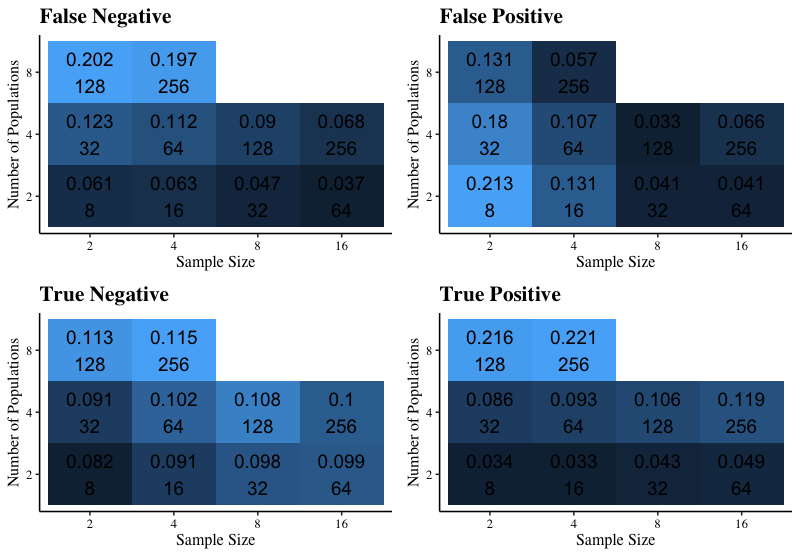 False Negative
Number of Populations
8
4
2
0.202 0.197
128 256
0.123 0.112 0.09 0.068
32 64 128 256
0.061 0.063 0.047 0.037
8 16 32 64
2 4 8 16
Sample Size
False Positive
Number of Populations
8
4
2
0.131 0.057
128 256
0.18 0.107 0.033 0.066
32 64 128 256
0.213 0.131 0.041 0.041
8 16 32 64
2 4 8 16
Sample Size
True Negative
Number of Populations
8
4
2
0.113 0.115
128 256
0.091 0.102 0.108 0.1
32 64 128 256
0.082 0.091 0.098 0.099
8 16 32 64
2 4 8 16
Sample Size
True Positive
Number of Populations
8
4
2
0.216 0.221
128 256
0.086 0.093 0.106 0.119
32 64 128 256
0.034 0.033 0.043 0.049
8 16 32 64
2 4 8 16
Sample Size